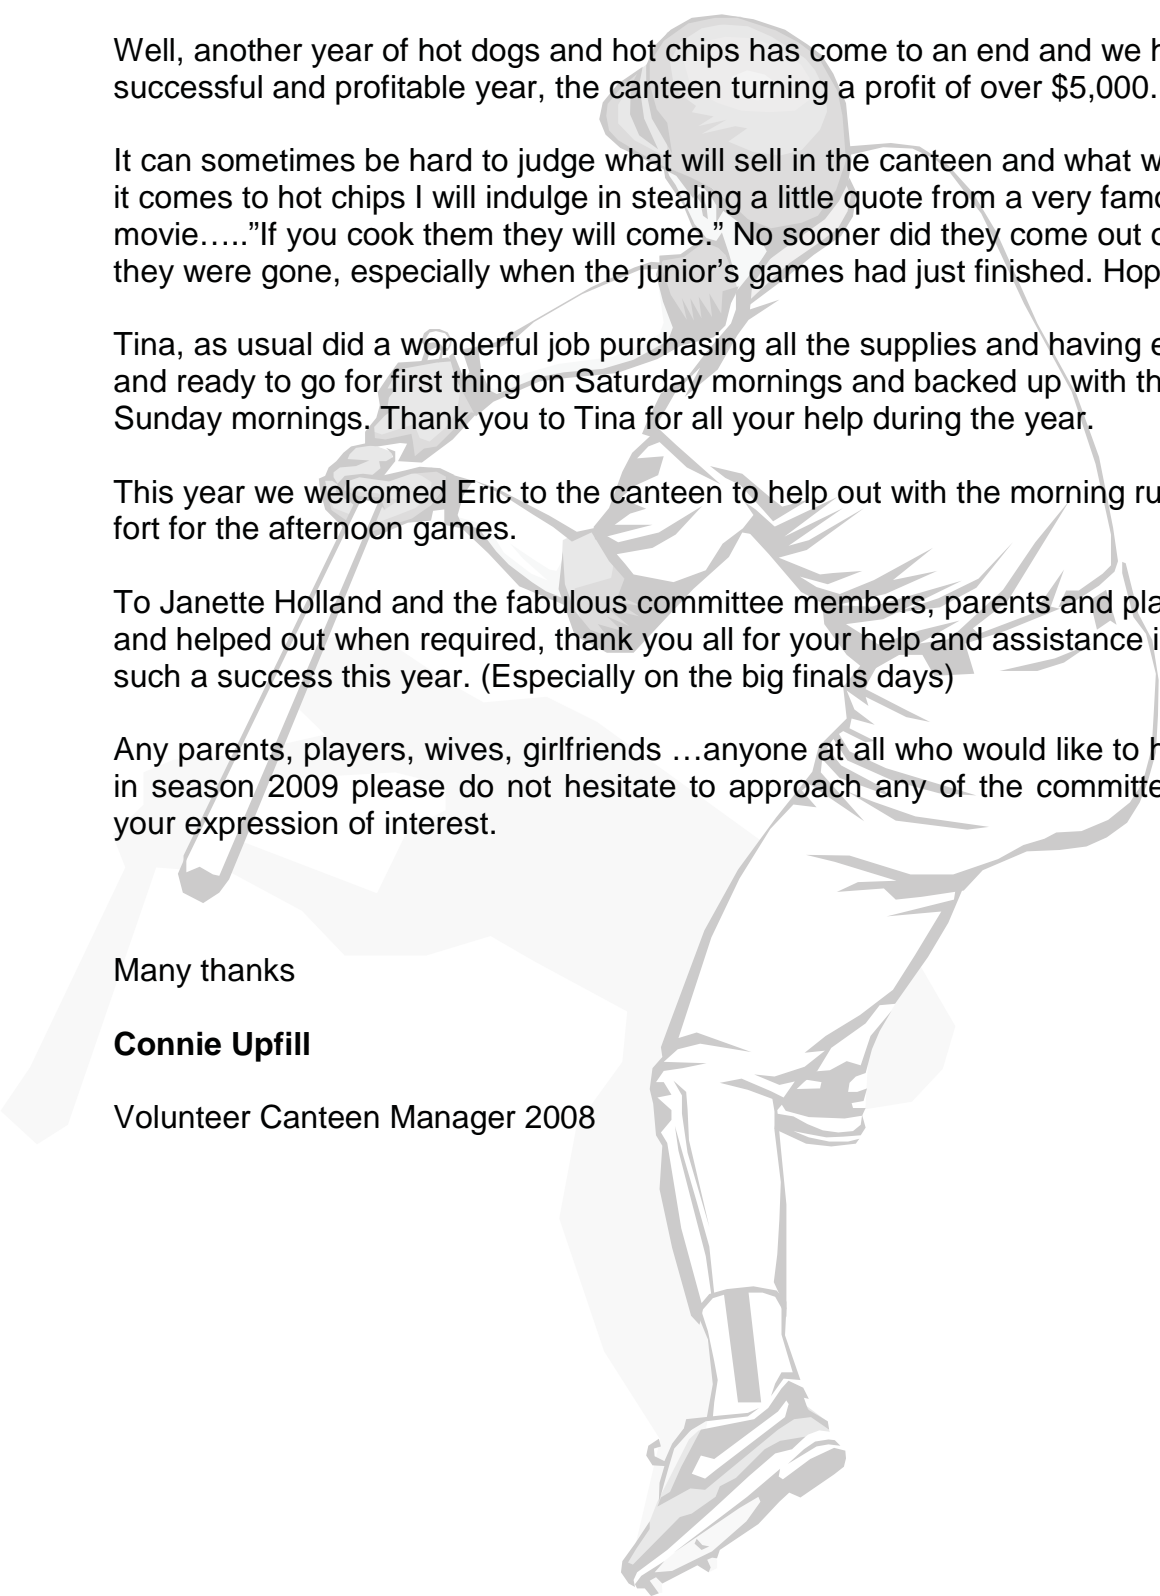 Well, another year of hot dogs and hot chips has come to an end and we
successful and profitable year, the canteen turning a profit of over $5,000.
It can sometimes be hard to judge what will sell in the canteen and what
it comes to hot chips I will indulge in stealing a little quote from a very
movie…..”If you cook them they will come.” No sooner did they come out
they were gone, especially when the junior’s games had just finished.
Tina, as usual did a wonderful job purchasing all the supplies and having
and ready to go for first thing on Saturday mornings and backed up with
Sunday mornings. Thank you to Tina for all your help during the year.
This year we welcomed Eric to the canteen to help out with the morning
fort for the afternoon games.
To Janette Holland and the fabulous committee members, parents and
and helped out when required, thank you all for your help and assistance
such a success this year. (Especially on the big finals days)
Any parents, players, wives, girlfriends …anyone at all who would like to
in season 2009 please do not hesitate to approach any of the
your expression of interest.
Many thanks
Connie Upfill
Volunteer Canteen Manager 2008